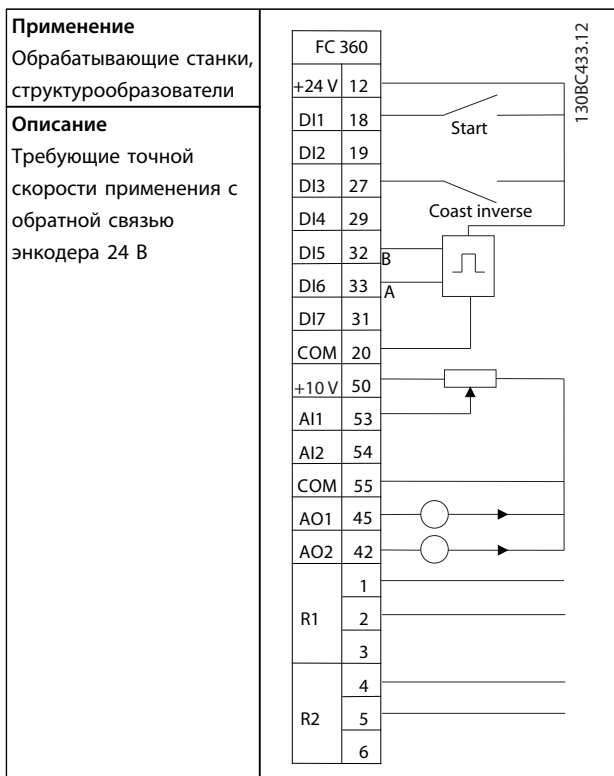 Применение
Обрабатывающие станки,
структурообразователи
Описание
Требующие точной
скорости применения с
обратной связью
энкодера 24 В
FC 360
+24 V 12
DI1 18
DI2 19
DI3 27
DI4 29
DI5 32
DI6 33
DI7 31
COM 20
+10 V 50
AI1 53
AI2 54
COM 55
AO1 45
AO2 42
R1
1
2
3
R2
4
5
6
Start
Coast inverse
B
A
130BC433.12